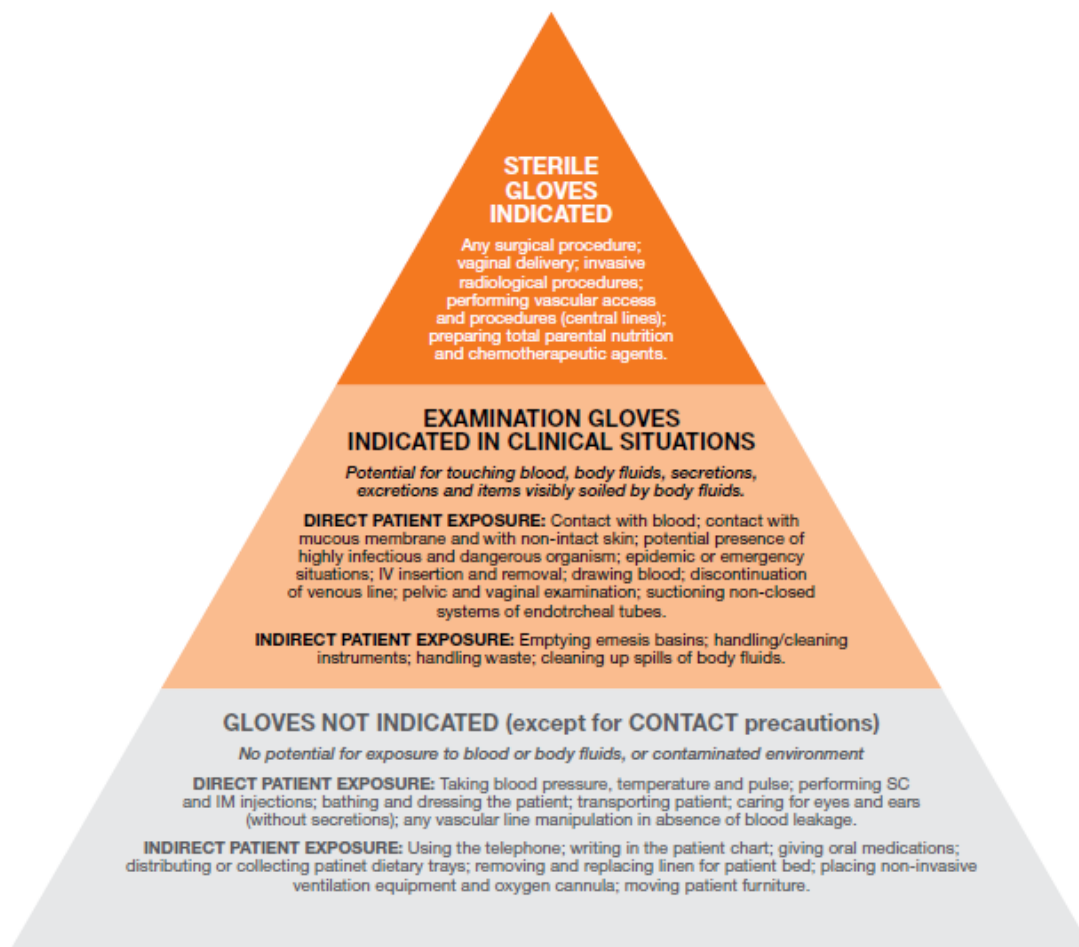 STERILE
GLOVES
INDICATED
Any surgical procedure;
vaginal delivery; invasive
radiological procedures;
performing vascular access
and procedures (central lines);
preparing total parental nutrition
and chemotherapeutic agents.
EXAMINATION GLOVES
INDICATED IN CLINICAL SITUATIONS
Potential for touching blood, body fluids, secretions,
excretions and items visibly soiled by body fluids.
DIRECT PATIENT EXPOSURE: Contact with blood; contact with
mucous membrane and with non-intact skin; potential presence of
highly infectious and dangerous organism; epidemic or emergency
situations; IV insertion and removal; drawing blood; discontinuation
of venous line; pelvic and vaginal examination; suctioning non-closed
systems of endotrcheal tubes.
INDIRECT PATIENT EXPOSURE: Emptying emesis basins; handling/cleaning
instruments; handling waste; cleaning up spills of body fluids.
GLOVES NOT INDICATED (except for CONTACT precautions)
No potential for exposure to blood or body fluids, or contaminated environment
DIRECT PATIENT EXPOSURE: Taking blood pressure, temperature and pulse; performing SC
and IM injections; bathing and dressing the patient; transporting patient; caring for eyes and ears
(without secretions); any vascular line manipulation in absence of blood leakage.
INDIRECT PATIENT EXPOSURE: Using the telephone; writing in the patient chart; giving oral medications;
distributing or collecting patinet dietary trays; removing and replacing linen for patient bed; placing non-invasive
ventilation equipment and oxygen cannula; moving patient furniture.